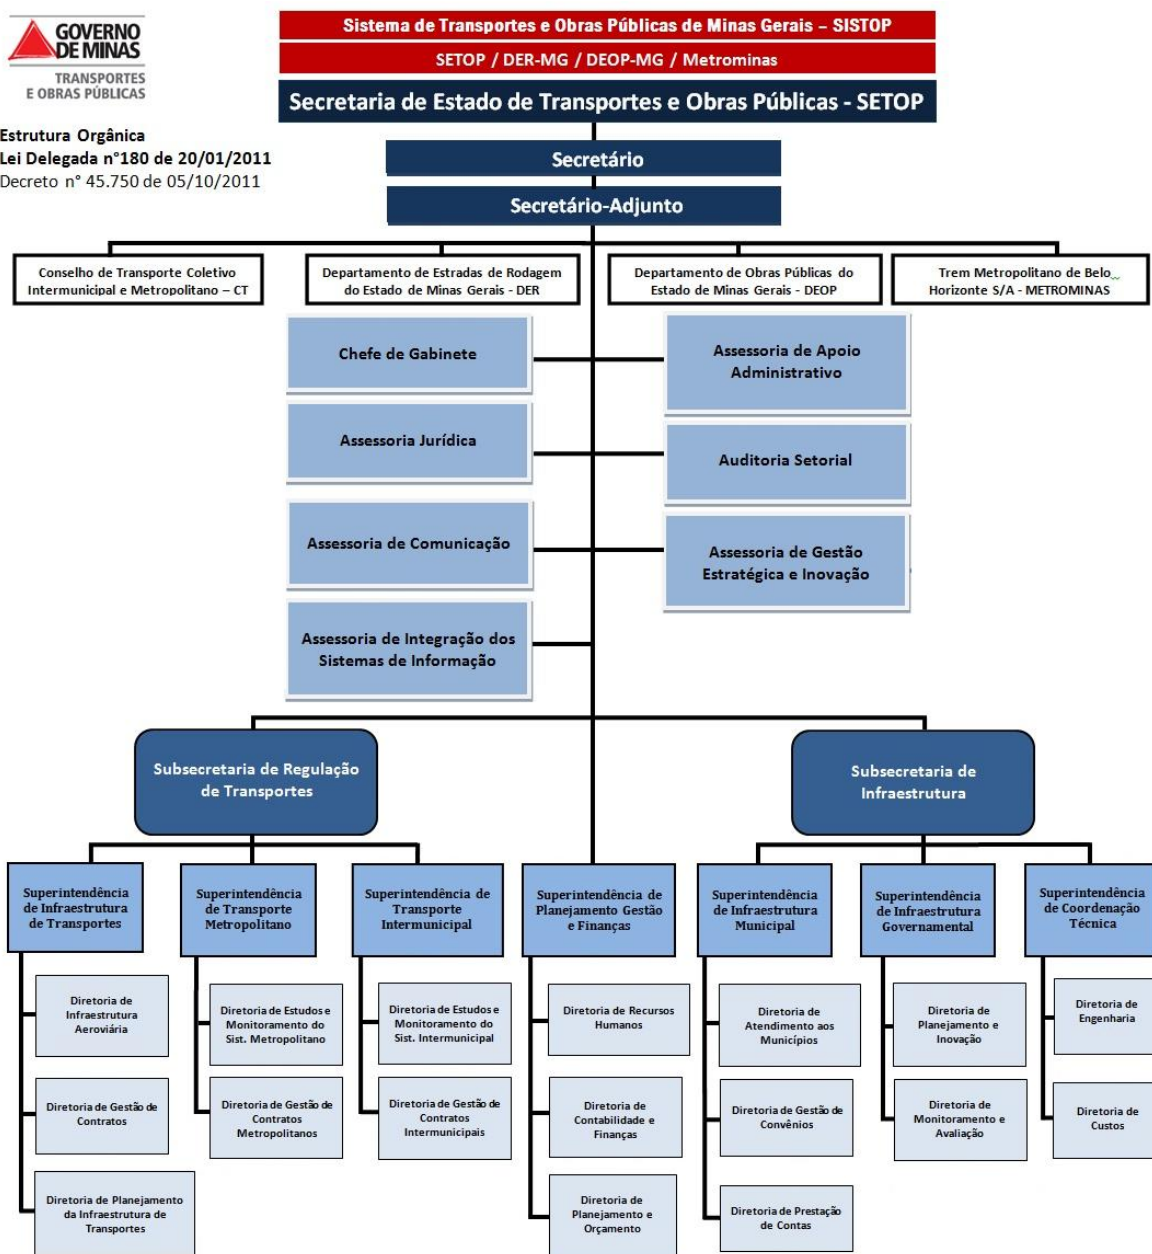 GOVERNO
DE MINAS
TRANSPORTES
E OBRAS PÚBLICAS
Sistema de Transportes e Obras Públicas de Minas Gerais – SISTOP
SETOP / DER-MG / DEOP-MG / Metrominas
Secretaria de Estado de Transportes e Obras Públicas - SETOP
Estrutura Orgânica
Lei Delegada n°180 de 20/01/2011
Decreto n° 45.750 de 05/10/2011
Secretário
Secretário-Adjunto
Conselho de Transporte Coletivo
Intermunicipal e Metropolitano – CT
Departamento de Estradas de Rodagem
do Estado de Minas Gerais - DER
Departamento de Obras Públicas do
Estado de Minas Gerais - DEOP
Trem Metropolitano de Belo
Horizonte S/A - METROMINAS
Chefe de Gabinete
Assessoria de Apoio
Administrativo
Assessoria Jurídica
Auditoria Setorial
Assessoria de Comunicação
Assessoria de Gestão
Estratégica e Inovação
Assessoria de Integração dos
Sistemas de Informação
Subsecretaria de Regulação
de Transportes
Subsecretaria de
Infraestrutura
Superintendência
de Infraestrutura
de Transportes
Superintendência
de Transporte
Metropolitano
Superintendência de
Transporte
Intermunicipal
Superintendência de
Planejamento Gestão
e Finanças
Superintendência
de Infraestrutura
Municipal
Superintendência
de Infraestrutura
Governamental
Superintendência
de Coordenação
Técnica
Diretoria de
Infraestrutura
Aeroviária
Diretoria de Estudos e
Monitoramento do
Sist. Metropolitano
Diretoria de Estudos e
Monitoramento do
Sist. Intermunicipal
Diretoria de Recursos
Humanos
Diretoria de
Atendimento aos
Municípios
Diretoria de
Planejamento e
Inovação
Diretoria de
Engenharia
Diretoria de Gestão de
Contratos
Diretoria de Gestão de
Contratos
Metropolitanos
Diretoria de Gestão de
Contratos
Intermunicipais
Diretoria de
Contabilidade e
Finanças
Diretoria de Gestão de
Convênios
Diretoria de
Monitoramento e
Avaliação
Diretoria de
Custos
Diretoria de Planejamento
da Infraestrutura de
Transportes
Diretoria de
Planejamento e
Orçamento
Diretoria de Prestação
de Contas